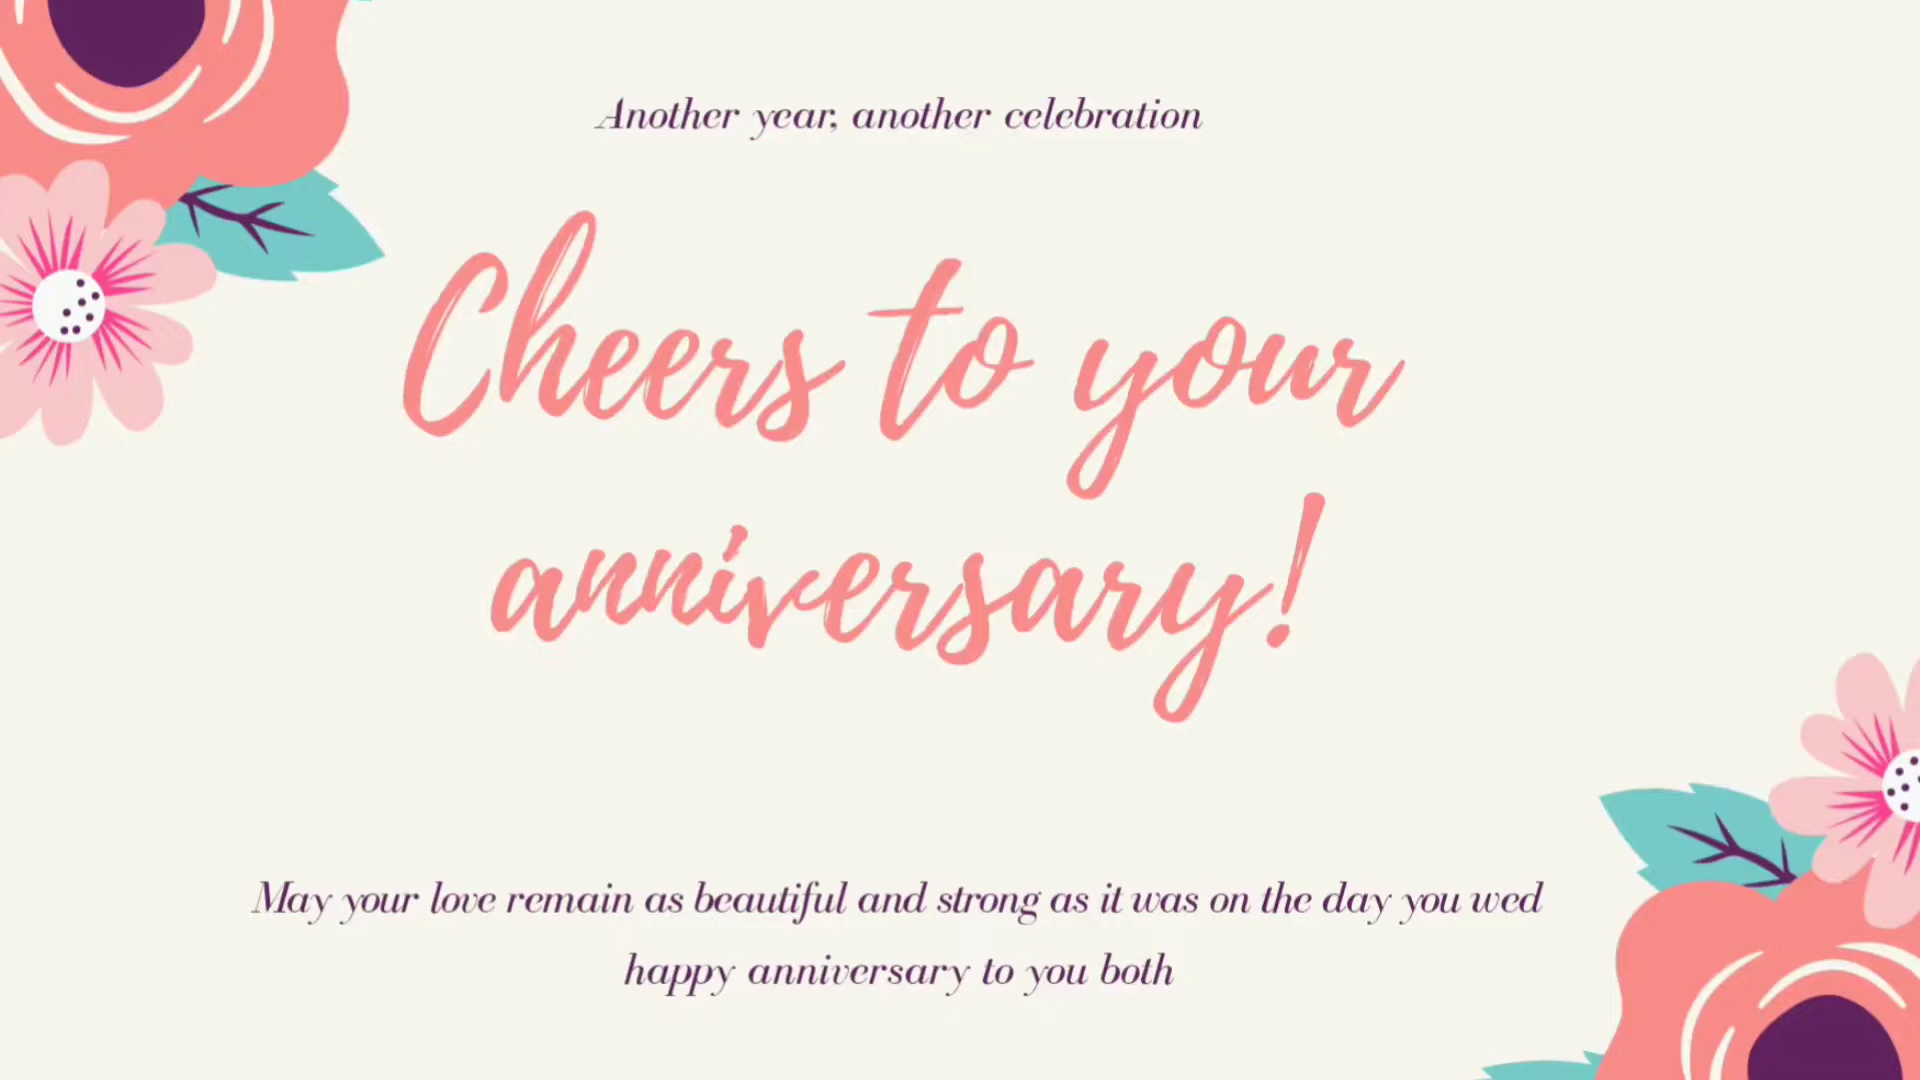 Another year, another celebration
Cheers to your
anniversary!
May your love remain as beautiful and strong as it was on the day you wed
happy anniversary to you both